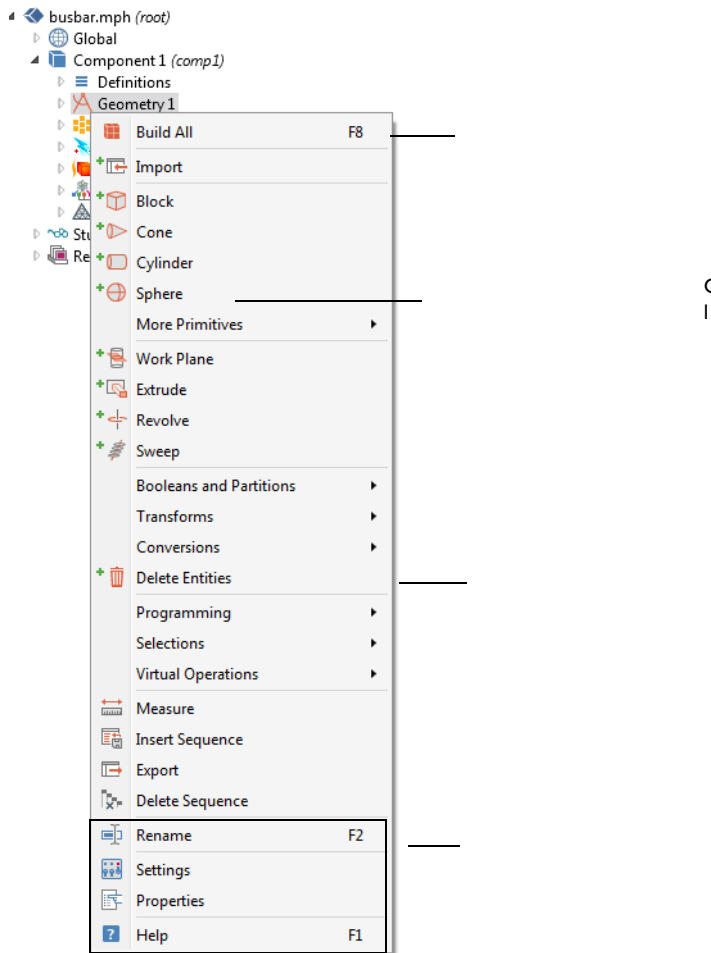 busbar.mph (root)
Global
Component 1 (comp1)
Definitions
Geometry 1
Build All F8
Import
Block
Cone
Cylinder
Sphere
More Primitives
Work Plane
Extrude
Revolve
Sweep
Booleans and Partitions
Transforms
Conversions
Delete Entities
Programming
Selections
Virtual Operations
Measure
Insert Sequence
Export
Delete Sequence
Rename F2
Settings
Properties
Help F1
Stu
Re